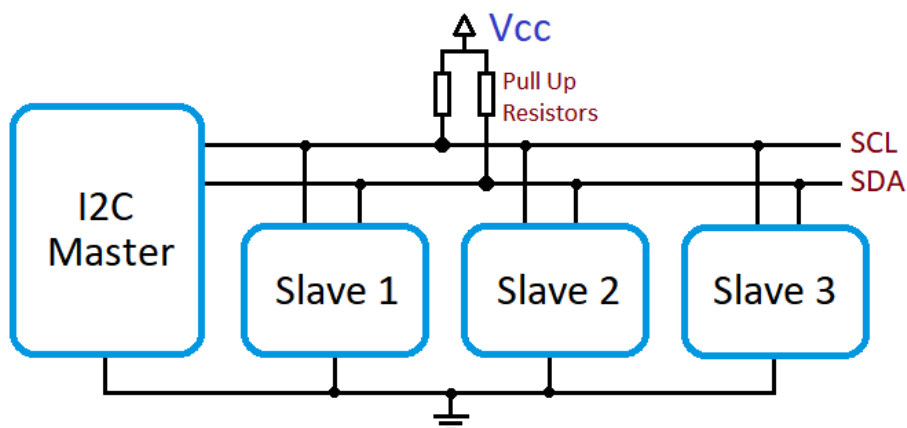 Vcc
Pull Up
Resistors
SCL
SDA
I2C
Master
Slave 1
Slave 2
Slave 3